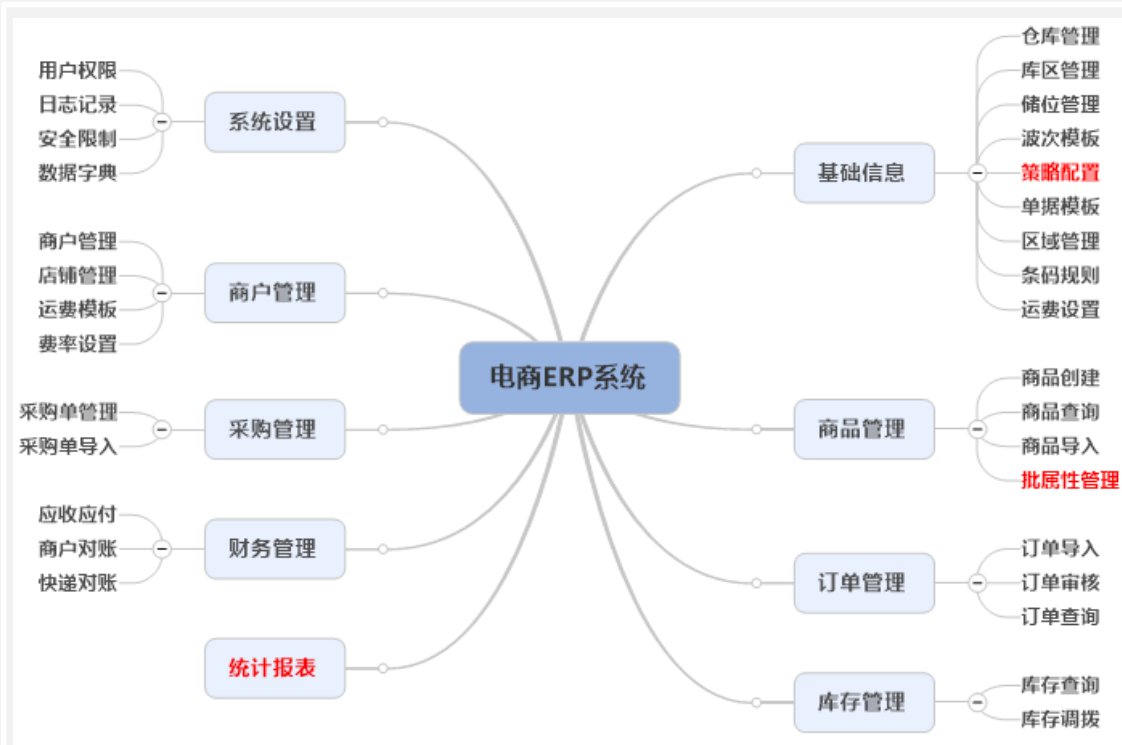 电商ERP系统
系统设置
用户权限
日志记录
安全限制
数据字典
商户管理
商户管理
店铺管理
运费模板
费率设置
采购管理
采购单管理
采购单导入
财务管理
应收应付
商户对账
快递对账
统计报表
基础信息
仓库管理
库区管理
储位管理
波次模板
策略配置
单据模板
区域管理
条码规则
运费设置
商品管理
商品创建
商品查询
商品导入
批属性管理
订单管理
订单导入
订单审核
订单查询
库存管理
库存查询
库存调拨